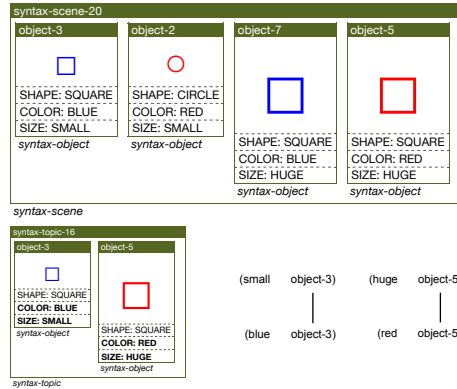 syntax-scene-20
object-3 object-2 object-7 object-5
SHAPE: SQUARE SHAPE: CIRCLE
COLOR: BLUE COLOR: RED
SIZE: SMALL SIZE: SMALL
syntax-object syntax-object
SHAPE: SQUARE SHAPE: SQUARE
COLOR: BLUE COLOR: RED
SIZE: HUGE SIZE: HUGE
syntax-object syntax-object
syntax-scene
syntax-topic-16
object-3 object-5
SHAPE: SQUARE
COLOR: BLUE
SIZE: SMALL
syntax-object
SHAPE: SQUARE
COLOR: RED
SIZE: HUGE
syntax-object
syntax-topic
(small object-3) (huge object-5
(blue object-3) (red object-5